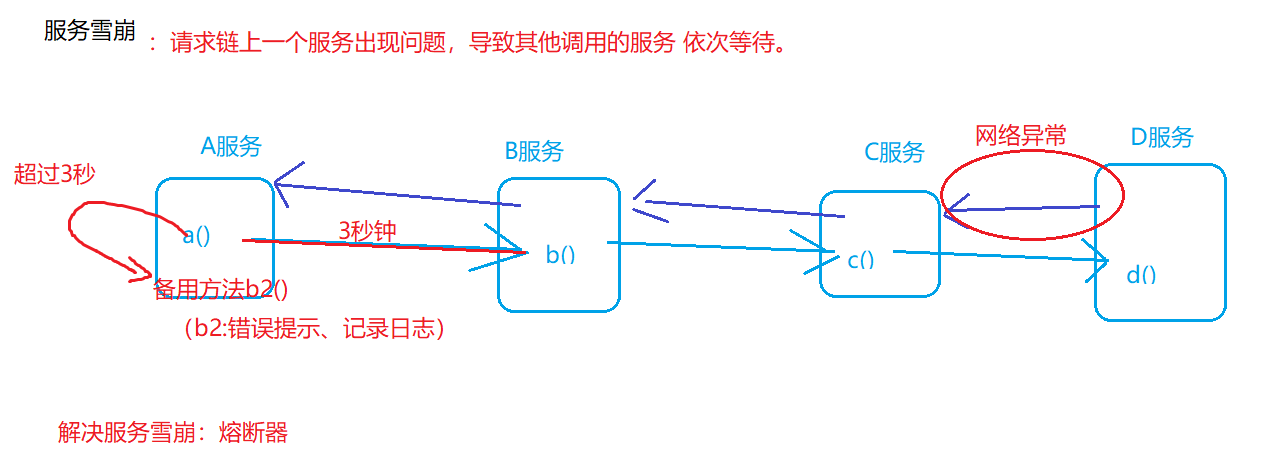 服务雪崩 ：请求链上一个服务出现问题，导致其他调用的服务 依次等待。
网络异常
A服务
B服务
C服务
D服务
超过3秒
3秒钟
a()
b()
c()
d()
备用方法b2()
（b2:错误提示、记录日志）
解决服务雪崩：熔断器